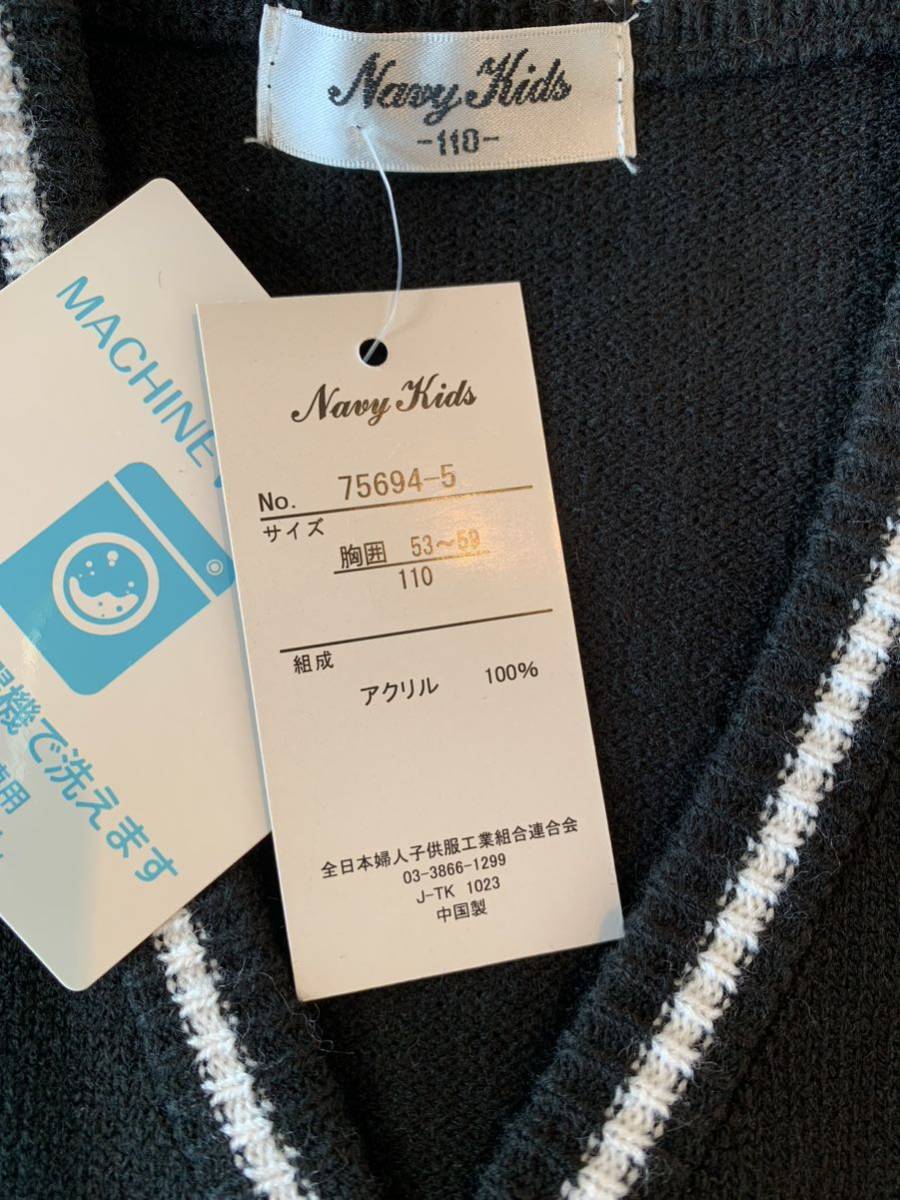 Navy Kids
-110-
MACHINE
Navy Kids
No. 75694-5
サイズ
胸囲 53～59
110
組成
アクリル 100%
全日本婦人子供服工業組合連合会
03-3866-1299
J-TK 1023
中国製
機で洗えます
用